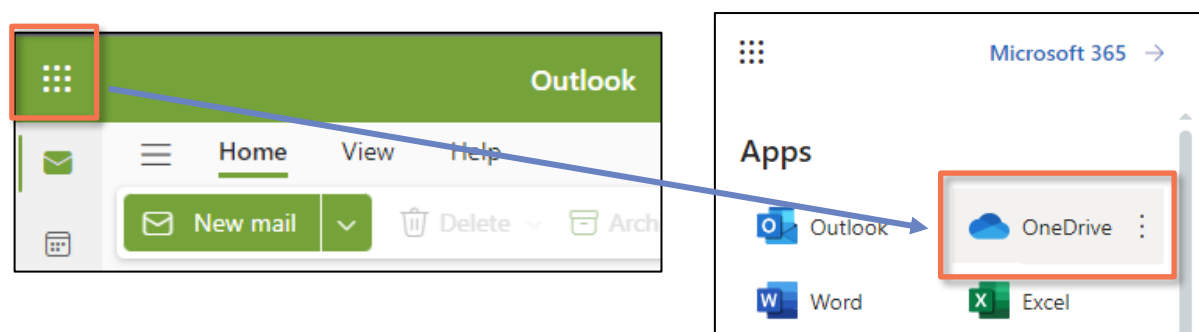 Outlook
Home View Help
New mail Delete Arch
Microsoft 365 →
Apps
Outlook OneDrive
Word Excel